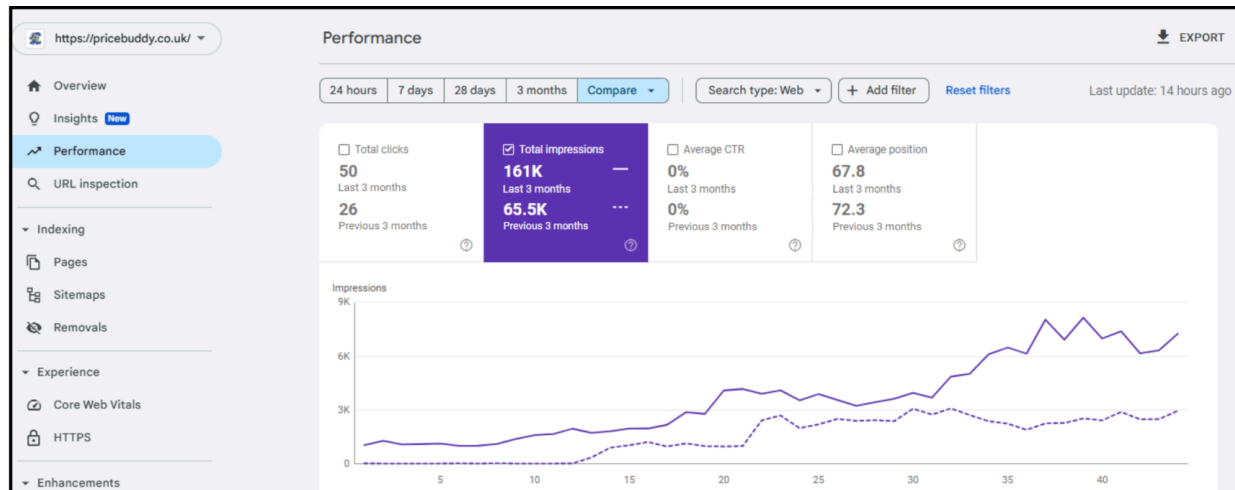 https://pricebuddy.co.uk/
Overview
Insights New
Performance
URL inspection
Indexing
Pages
Sitemaps
Removals
Experience
Core Web Vitals
HTTPS
Enhancements
Performance
EXPORT
24 hours 7 days 28 days 3 months Compare Search type: Web + Add filter Reset filters Last update: 14 hours ago
Total clicks
50
Last 3 months
26
Previous 3 months
Total impressions
161K
Last 3 months
65.5K
Previous 3 months
Average CTR
0%
Last 3 months
0%
Previous 3 months
Average position
67.8
Last 3 months
72.3
Previous 3 months
Impressions
9K
6K
3K
0
5 10 15 20 25 30 35 40